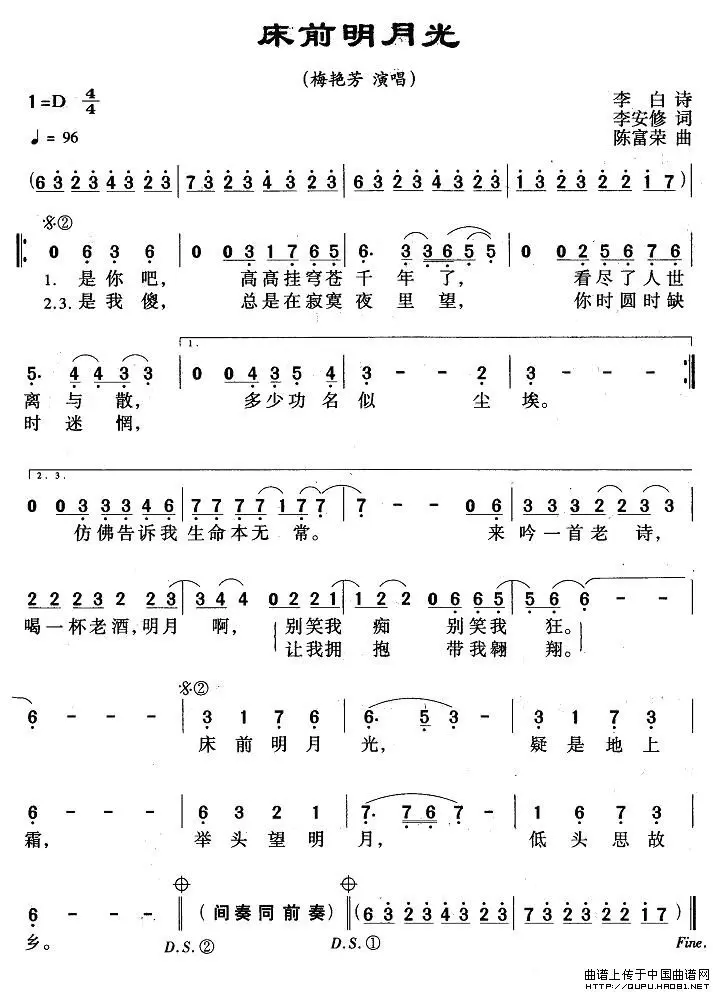 床前明月光
(梅艳芳 演唱)
1=D 4/4
李 白 诗
李安修 词
♩= 96
陈富荣 曲
(6 3 2 3 4 3 2 3 | 7 3 2 3 4 3 2 3 | 6 3 2 3 4 3 2 3 | 1 3 2 3 2 2 1 7)
②
0 6 3 6 | 0 0 3 1 7 6 5 | 6· 3 3 6 5 5 | 0 0 2 5 6 7 6
1. 是你吧, 高高挂穹苍千年了, 看尽了人世
2.3. 是我傻, 总是在寂寞夜里望, 你时圆时缺
1.
5· 4 4 3 3 | 0 0 4 3 5 4 | 3 - - 2 | 3 - - -
离与散, 多少功名似 尘埃。
时迷惘,
2. 3.
0 0 3 3 3 4 6 | 7 7 7 7 7 1 7 7 | 7 - - 0 6 | 3 3 3 3 2 2 3 3
仿佛告诉我生命本无常。 来吟一首老诗,
2 2 2 3 2 2 3 | 3 4 4 0 2 2 1 | 1 2 2 0 6 6 5 | 5 6 6 - -
喝一杯老酒,明月啊, 别笑我痴 别笑我狂。
让我拥抱 带我翱翔。
②
6 - - - | 3 1 7 6 | 6· 5 3 - | 3 1 7 3
床前明月光, 疑是地上
6 - - - | 6 3 2 1 | 7· 7 6 7 - | 1 6 7 3
霜, 举头望明月, 低头思故
6 - - - (间奏同前奏) (6 3 2 3 4 3 2 3 | 7 3 2 3 2 2 1 7)
乡。 D.S.② D.S.① Fine.
曲谱上传于中国曲谱网
HTTP://QUPU.HAO81.NET